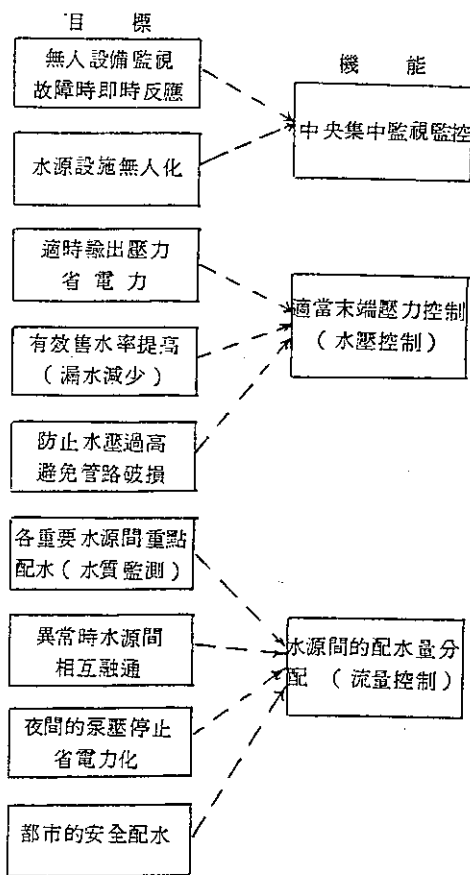 目標
無人設備監視
故障時即時反應
水源設施無人化
適時輸出壓力
省電力
有效售水率提高
（漏水減少）
防止水壓過高
避免管路破損
各重要水源間重點
配水（水質監測）
異常時水源間
相互融通
夜間的泵壓停止
省電力化
都市的安全配水
機能
中央集中監視監控
適當末端壓力控制
（水壓控制）
水源間的配水量分
配（流量控制）